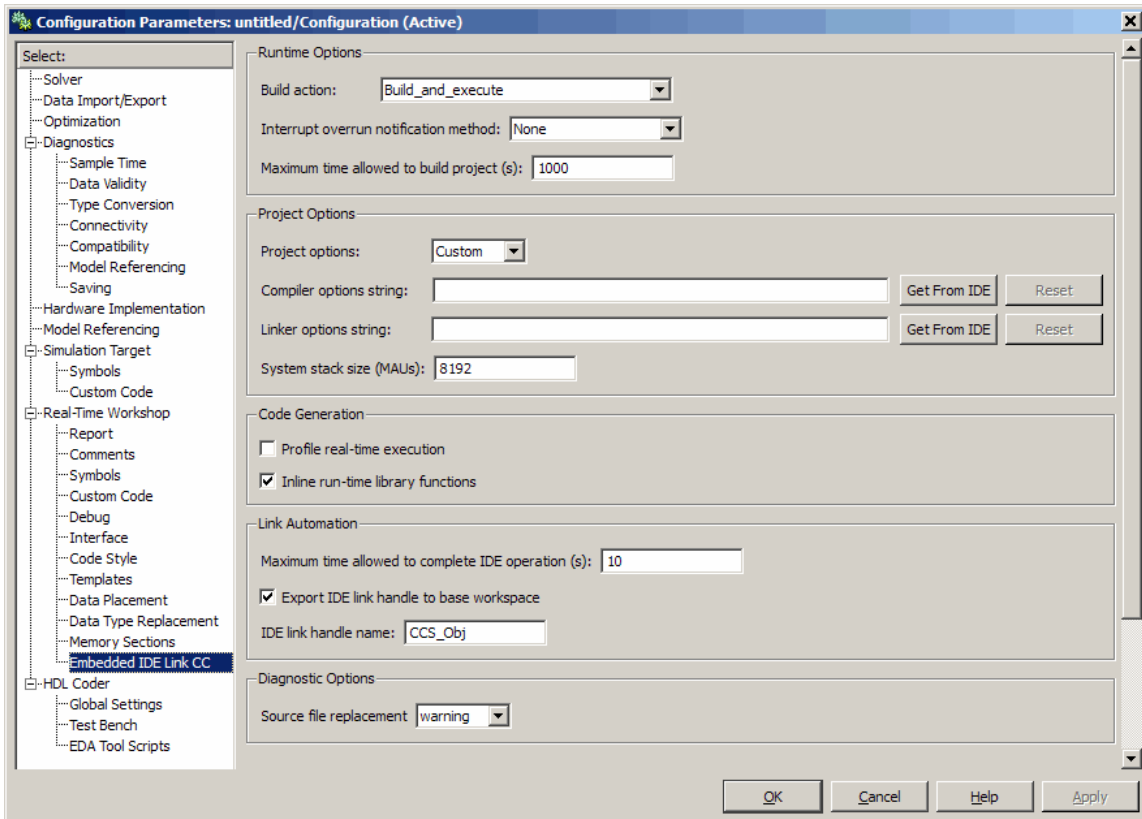 Configuration Parameters: untitled/Configuration (Active)
Select:
Solver
Data Import/Export
Optimization
Diagnostics
Sample Time
Data Validity
Type Conversion
Connectivity
Compatibility
Model Referencing
Saving
Hardware Implementation
Model Referencing
Simulation Target
Symbols
Custom Code
Real-Time Workshop
Report
Comments
Symbols
Custom Code
Debug
Interface
Code Style
Templates
Data Placement
Data Type Replacement
Memory Sections
Embedded IDE Link CC
HDL Coder
Global Settings
Test Bench
EDA Tool Scripts
Runtime Options
Build action: Build_and_execute
Interrupt overrun notification method: None
Maximum time allowed to build project (s): 1000
Project Options
Project options: Custom
Compiler options string: Get From IDE Reset
Linker options string: Get From IDE Reset
System stack size (MAUs): 8192
Code Generation
Profile real-time execution
Inline run-time library functions
Link Automation
Maximum time allowed to complete IDE operation (s): 10
Export IDE link handle to base workspace
IDE link handle name: CCS_Obj
Diagnostic Options
Source file replacement warning
OK Cancel Help Apply